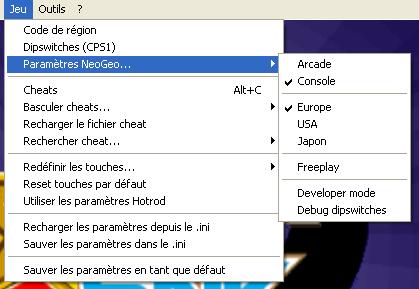 Jeu Outils ?
Code de région
Dipswitches (CPS1)
Paramètres NeoGeo...
Arcade
Console
Europe
USA
Japon
Freeplay
Developer mode
Debug dipswitches
Cheats Alt+C
Basculer cheats...
Recharger le fichier cheat
Rechercher cheat...
Redéfinir les touches...
Reset touches par défaut
Utiliser les paramètres Hotrod
Recharger les paramètres depuis le .ini
Sauver les paramètres dans le .ini
Sauver les paramètres en tant que défaut